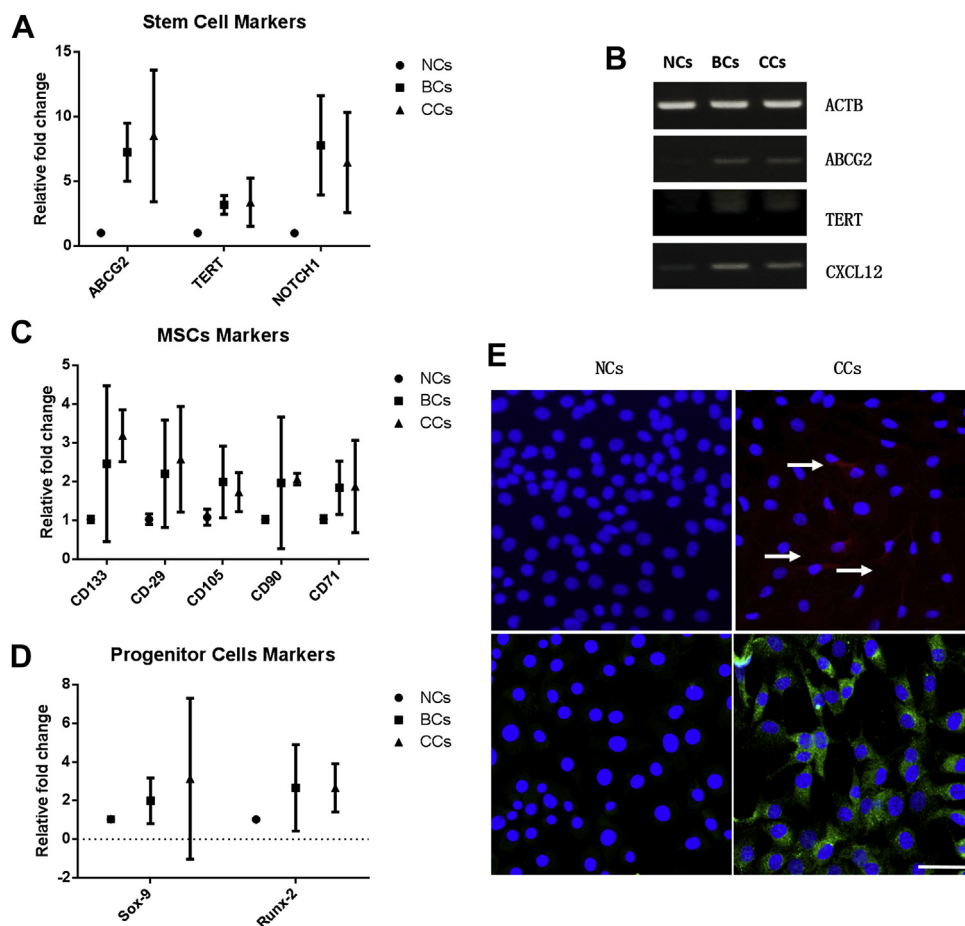 A
Stem Cell Markers
Relative fold change
15
10
5
0
ABCG2
TERT
NOTCH1
NCs
BCs
CCs
B
NCs BCs CCs
ACTB
ABCG2
TERT
CXCL12
C
MSCs Markers
Relative fold change
5
4
3
2
1
0
CD133
CD-29
CD105
CD90
CD71
NCs
BCs
CCs
D
Progenitor Cells Markers
Relative fold change
8
6
4
2
0
-2
Sox-9
Runx-2
NCs
BCs
CCs
E
NCs CCs